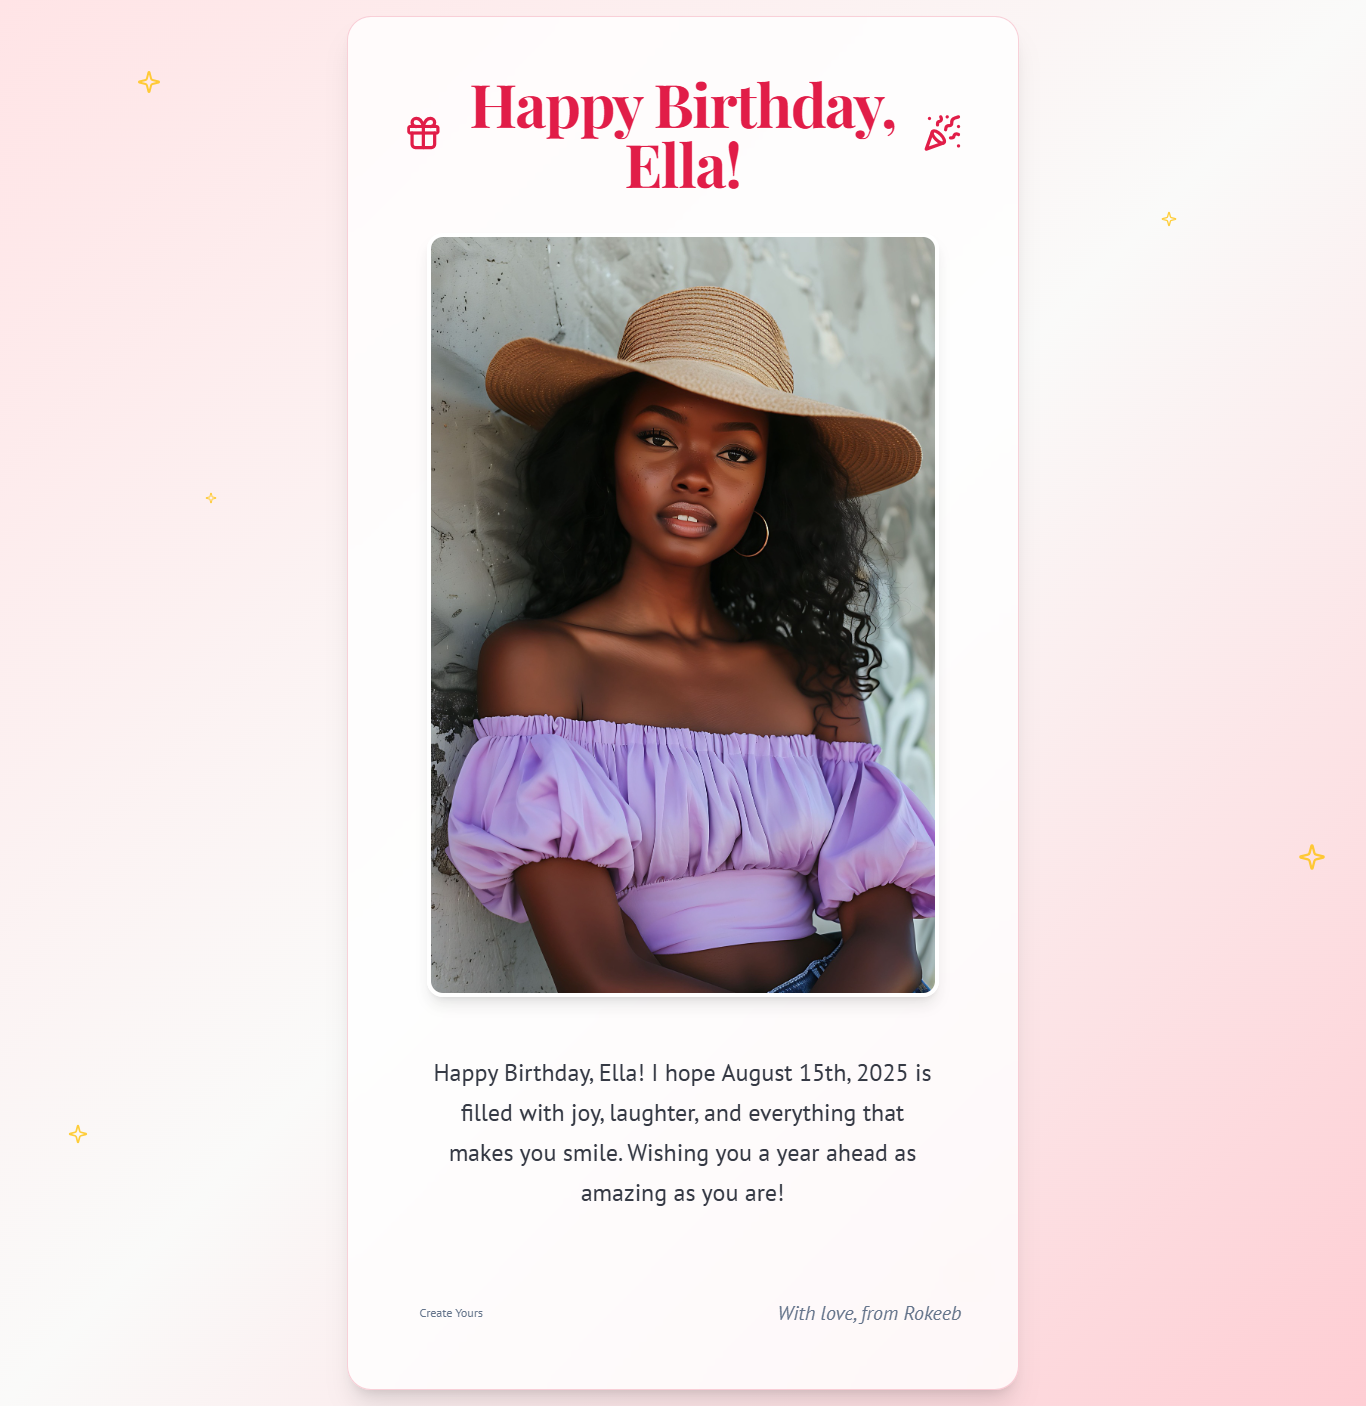 Happy Birthday,
Ella!
Happy Birthday, Ella! I hope August 15th, 2025 is
filled with joy, laughter, and everything that
makes you smile. Wishing you a year ahead as
amazing as you are!
Create Yours
With love, from Rokeeb